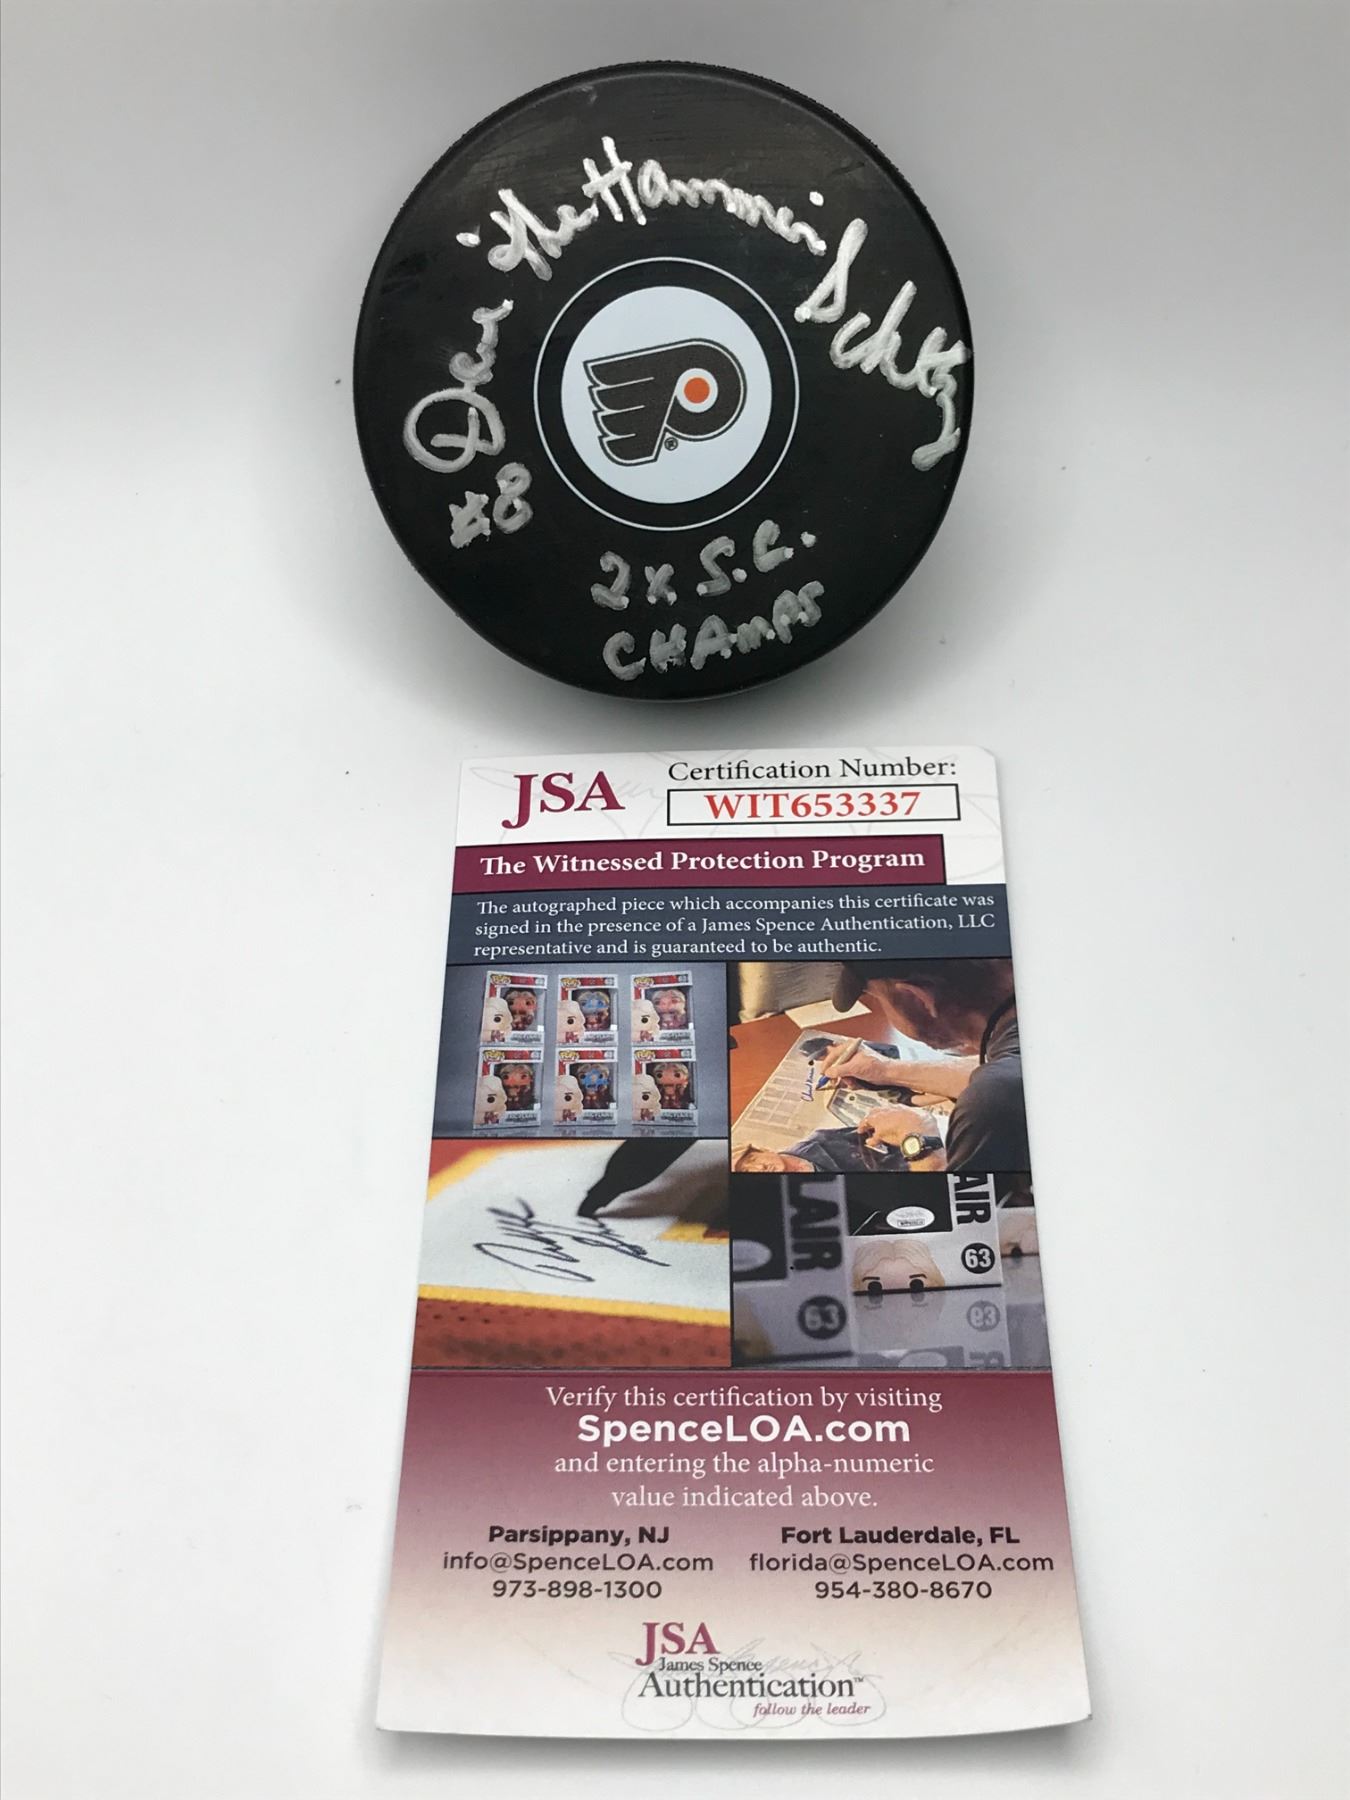 Dave "the Hammer" Schultz
#8
2x S.C.
CHAMPS
®
JSA
Certification Number:
WIT653337
The Witnessed Protection Program
The autographed piece which accompanies this certificate was
signed in the presence of a James Spence Authentication, LLC
representative and is guaranteed to be authentic.
LAIR
AIR
63
63
63
Verify this certification by visiting
SpenceLOA.com
and entering the alpha-numeric
value indicated above.
Parsippany, NJ
info@SpenceLOA.com
973-898-1300
Fort Lauderdale, FL
florida@SpenceLOA.com
954-380-8670
JSA
James Spence
Authentication™
follow the leader